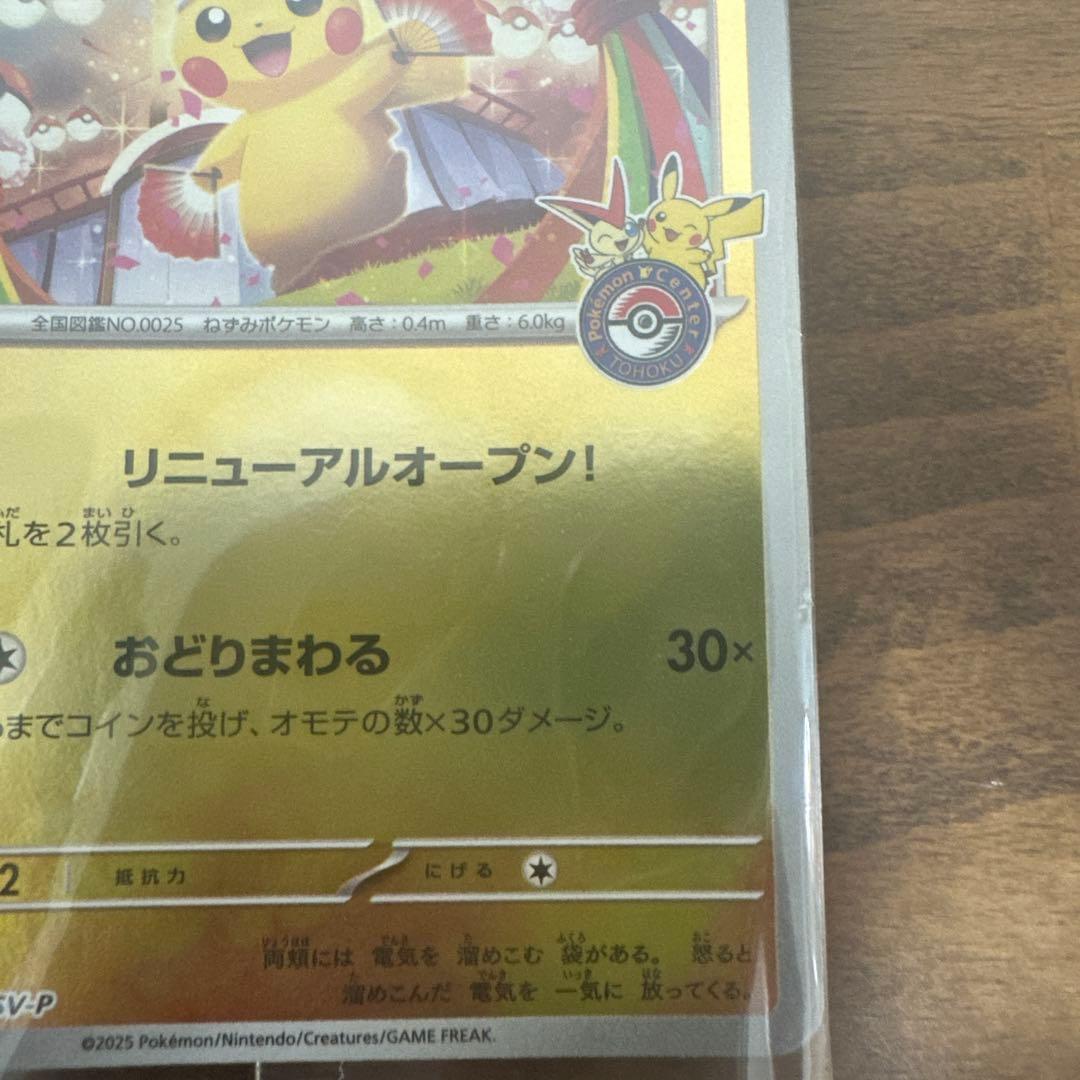 全国図鑑NO.0025 ねずみポケモン 高さ:0.4m 重さ:6.0kg
Pokémon Center
TOHOKU
リニューアルオープン!
札を2枚引く。
おどりまわる 30×
までコインを投げ、オモテの数×30ダメージ。
2 抵抗力 にげる
両頬には 電気を 溜めこむ 袋がある。 怒ると
溜めこんだ 電気を 一気に 放ってくる。
SV-P
©2025 Pokémon/Nintendo/Creatures/GAME FREAK.